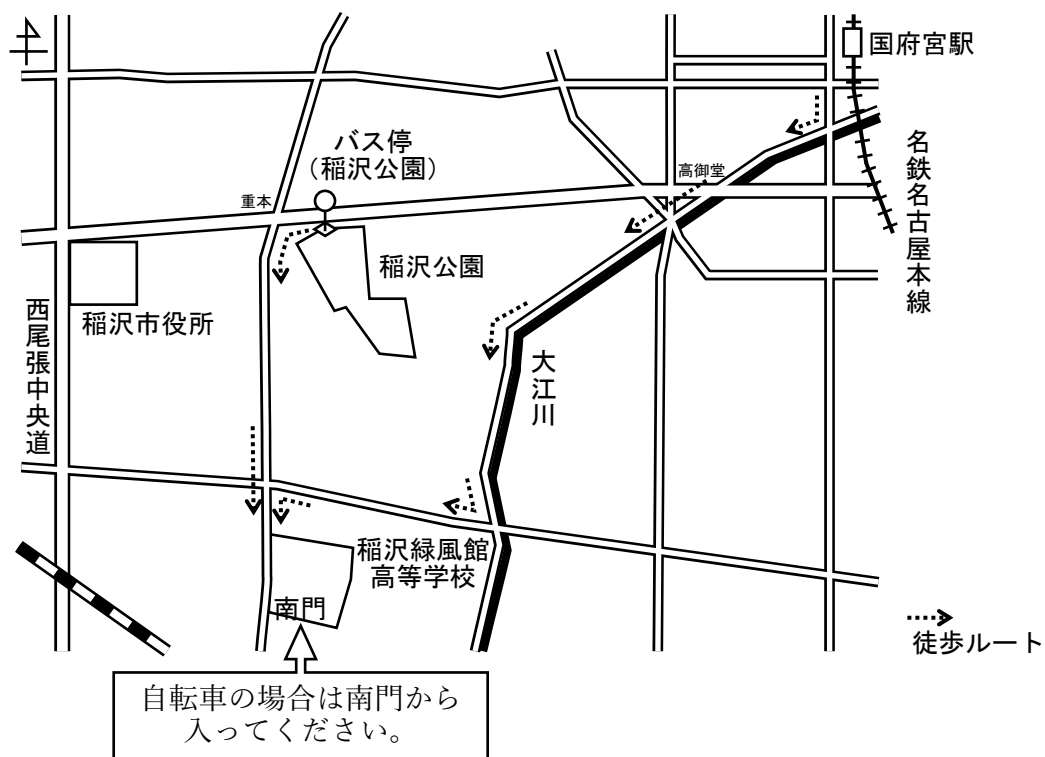 国府宮駅
名鉄名古屋本線
高御堂
バス停
(稲沢公園)
重本
稲沢公園
稲沢市役所
西尾張中央道
大江川
稲沢緑風館
高等学校
南門
徒歩ルート
自転車の場合は南門から
入ってください。